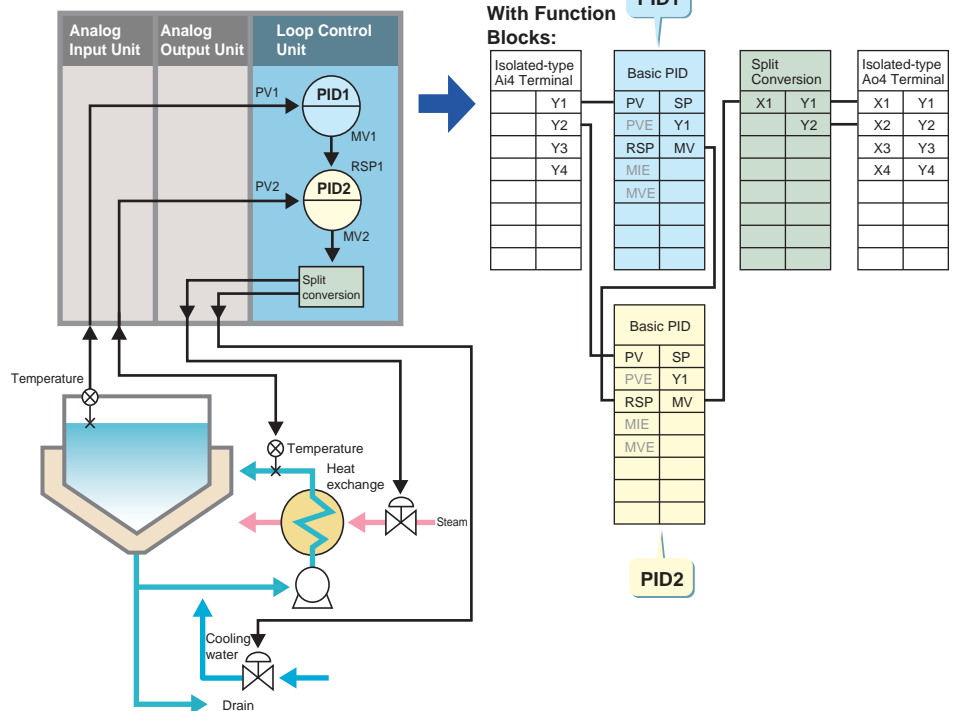 Analog
Input Unit
Analog
Output Unit
Loop Control
Unit
PV1
PID1
MV1
RSP1
PV2
PID2
MV2
Split
conversion
Temperature
Temperature
Heat
exchange
Steam
Cooling
water
Drain
With Function
Blocks:
PID1
Isolated-type
Ai4 Terminal
Y1
Y2
Y3
Y4
Basic PID
PV SP
PVE Y1
RSP MV
MIE
MVE
Split
Conversion
X1 Y1
Y2
Isolated-type
Ao4 Terminal
X1 Y1
X2 Y2
X3 Y3
X4 Y4
Basic PID
PV SP
PVE Y1
RSP MV
MIE
MVE
PID2